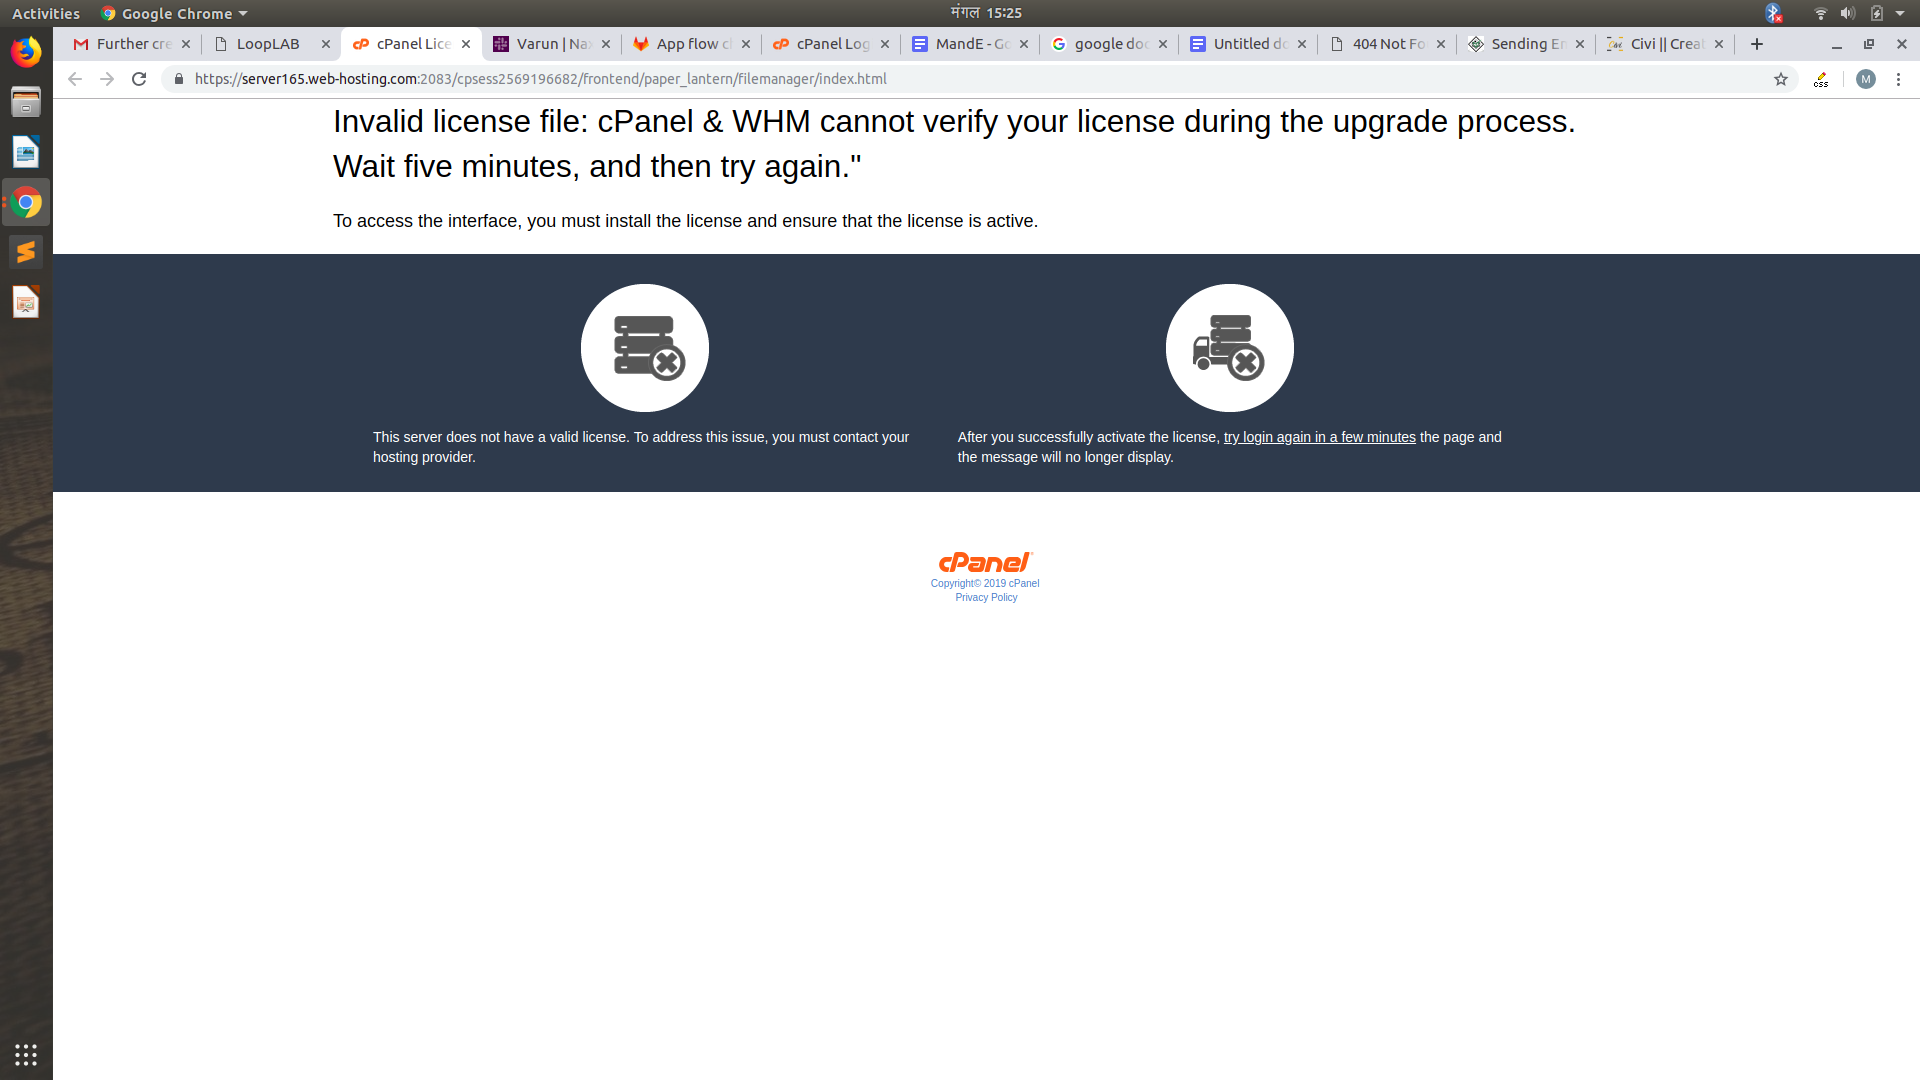 Activities
Google Chrome
मंगल 15:25
Further cre
LoopLAB
cPanel Lice
Varun | Nax
App flow ch
cPanel Log
MandE - Go
google doc
Untitled do
404 Not Fo
Sending Em
Civi || Creat
https://server165.web-hosting.com:2083/cpsess2569196682/frontend/paper_lantern/filemanager/index.html
css
M
Invalid license file: cPanel & WHM cannot verify your license during the upgrade process.
Wait five minutes, and then try again."
To access the interface, you must install the license and ensure that the license is active.
This server does not have a valid license. To address this issue, you must contact your
hosting provider.
After you successfully activate the license, try login again in a few minutes the page and
the message will no longer display.
cPanel
Copyright© 2019 cPanel
Privacy Policy